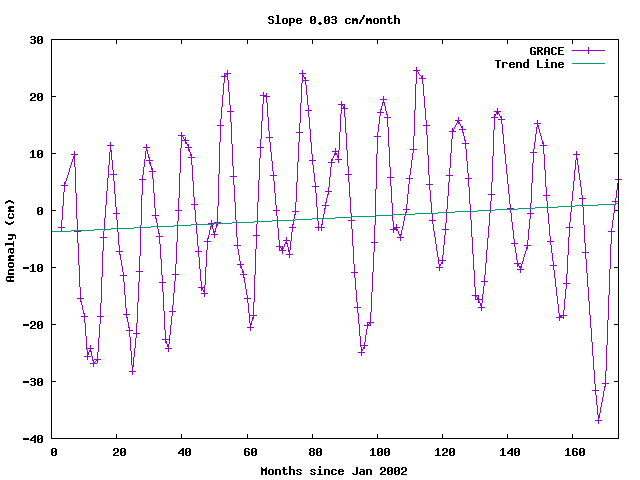 Slope 0.03 cm/month
GRACE
Trend Line
30
20
10
0
-10
-20
-30
-40
Anomaly (cm)
0 20 40 60 80 100 120 140 160
Months since Jan 2002